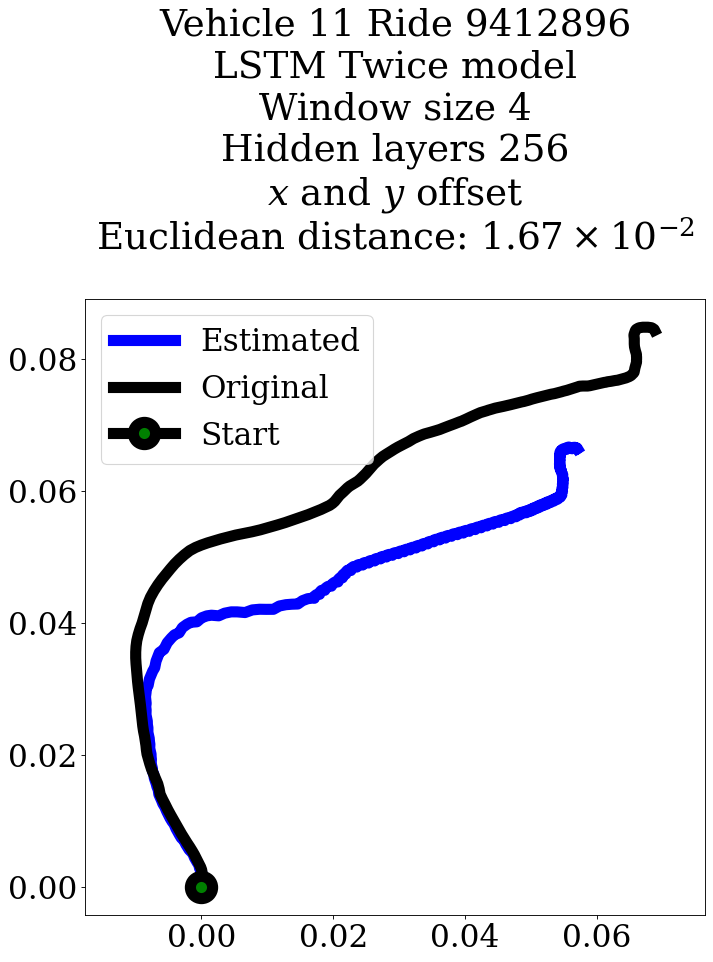 Vehicle 11 Ride 9412896
LSTM Twice model
Window size 4
Hidden layers 256
x and y offset
Euclidean distance: 1.67 × 10⁻²
Estimated
Original
Start
0.08
0.06
0.04
0.02
0.00
0.00 0.02 0.04 0.06